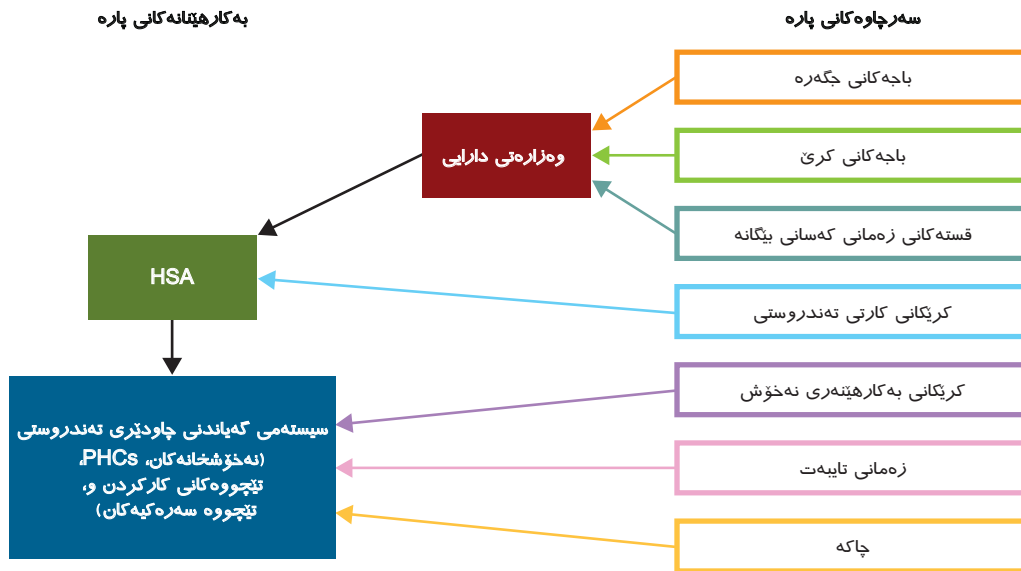 سەرچاوەکانی پارە
بەکارهێنانەکانی پارە
باجەکانی جگەرە
باجەکانی کرێ
قستەکانی زەمانی کەسانی بێگانە
کرێکانی کارتی تەندروستی
کرێکانی بەکارهێنەری نەخۆش
زەمانی تایبەت
چاکە
وەزارەتی دارایی
HSA
سیستەمی گەیاندنی چاودێری تەندروستی
(نەخۆشخانەکان، PHCs،
تێچووەکانی کارکردن و،
تێچووە سەرەکیەکان)